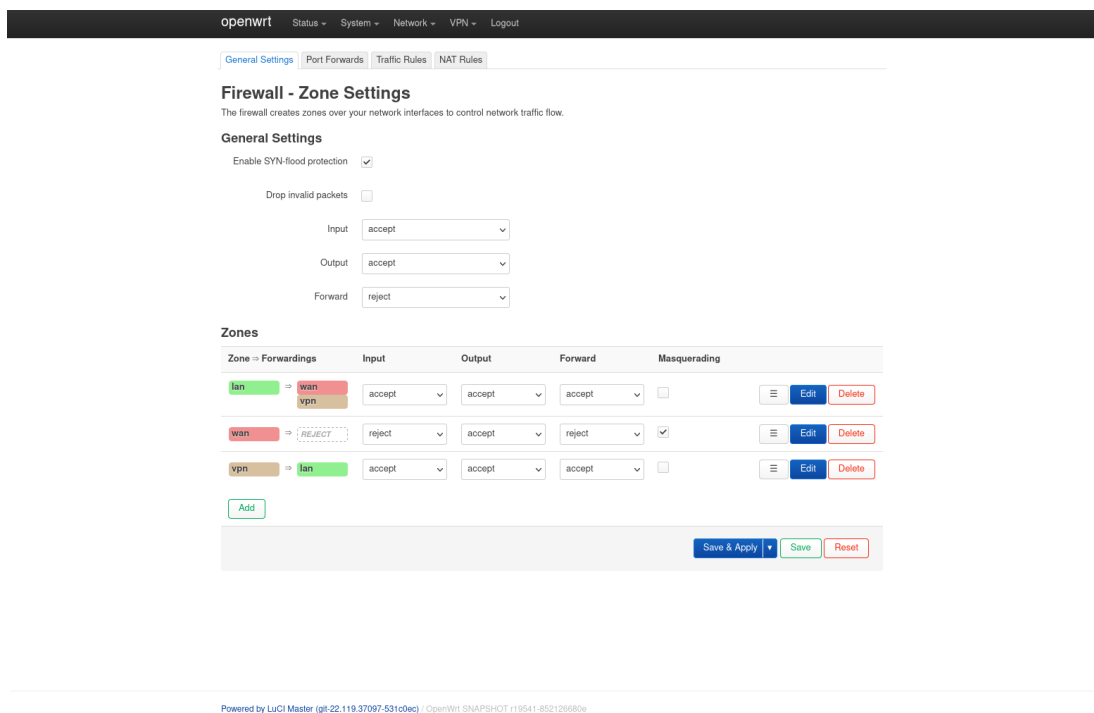 openwrt Status System Network VPN Logout
General Settings Port Forwards Traffic Rules NAT Rules
Firewall - Zone Settings
The firewall creates zones over your network interfaces to control network traffic flow.
General Settings
Enable SYN-flood protection
Drop invalid packets
Input accept
Output accept
Forward reject
Zones
Zone ⇒ Forwardings Input Output Forward Masquerading
lan ⇒ wan accept accept accept ☰ Edit Delete
vpn
wan ⇒ REJECT reject accept reject ☰ Edit Delete
vpn ⇒ lan accept accept accept ☰ Edit Delete
Add
Save & Apply ▾ Save Reset
Powered by LuCI Master (git-22.119.37097-531c0ec) / OpenWrt SNAPSHOT r19541-852126680e